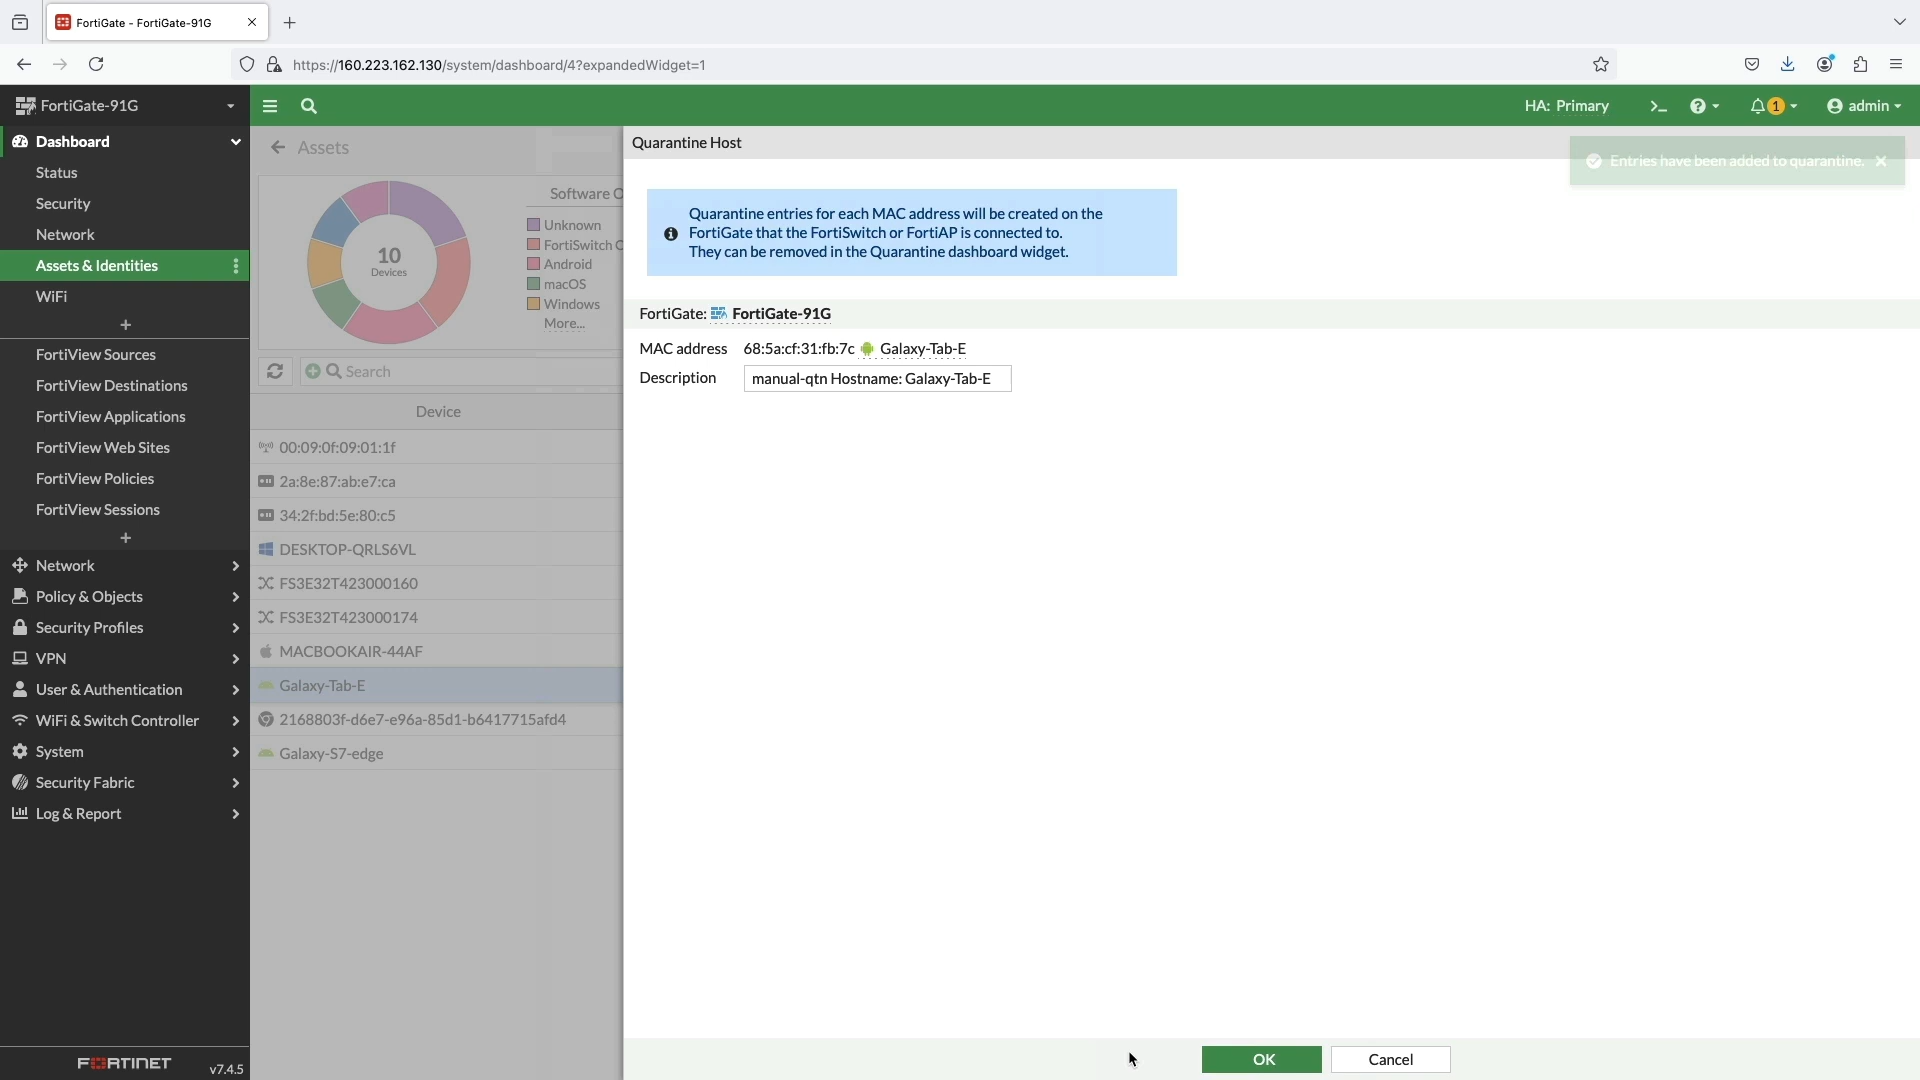 FortiGate - FortiGate-91G
https://160.223.162.130/system/dashboard/4?expandedWidget=1
FortiGate-91G
HA: Primary
>_
1
admin
Dashboard
Status
Security
Network
Assets & Identities
WiFi
+
FortiView Sources
FortiView Destinations
FortiView Applications
FortiView Web Sites
FortiView Policies
FortiView Sessions
+
Network
Policy & Objects
Security Profiles
VPN
User & Authentication
WiFi & Switch Controller
System
Security Fabric
Log & Report
FORTINET
v7.4.5
Assets
10
Devices
Software O
Unknown
FortiSwitch O
Android
macOS
Windows
More...
Search
Device
00:09:0f:09:01:1f
2a:8e:87:ab:e7:ca
34:2f:bd:5e:80:c5
DESKTOP-QRLS6VL
FS3E32T423000160
FS3E32T423000174
MACBOOKAIR-44AF
Galaxy-Tab-E
2168803f-d6e7-e96a-85d1-b6417715afd4
Galaxy-S7-edge
Quarantine Host
Entries have been added to quarantine.
Quarantine entries for each MAC address will be created on the
FortiGate that the FortiSwitch or FortiAP is connected to.
They can be removed in the Quarantine dashboard widget.
FortiGate: FortiGate-91G
MAC address 68:5a:cf:31:fb:7c Galaxy-Tab-E
Description manual-qtn Hostname: Galaxy-Tab-E
OK
Cancel